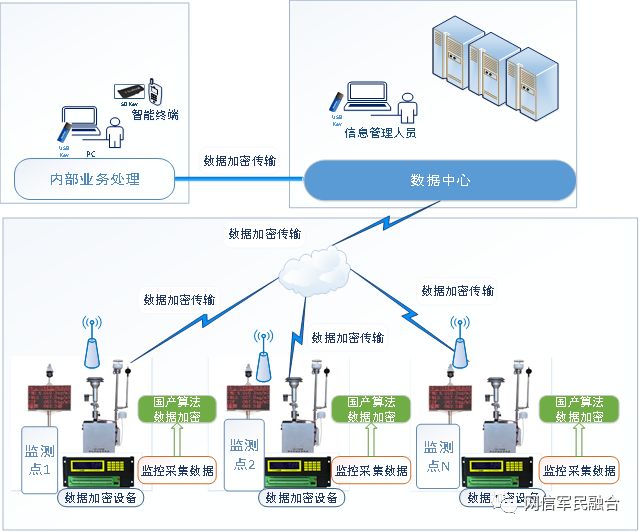 SD Key
智能终端
USB
Key
PC
内部业务处理
数据加密传输
USB
Key
信息管理人员
数据中心
数据加密传输
数据加密传输
数据加密传输
数据加密传输
国产算法
数据加密
监测
点1
监控采集数据
数据加密设备
国产算法
数据加密
监测
点2
监控采集数据
数据加密设备
国产算法
数据加密
监测
点N
监控采集数据
数据加密设备
网信军民融合